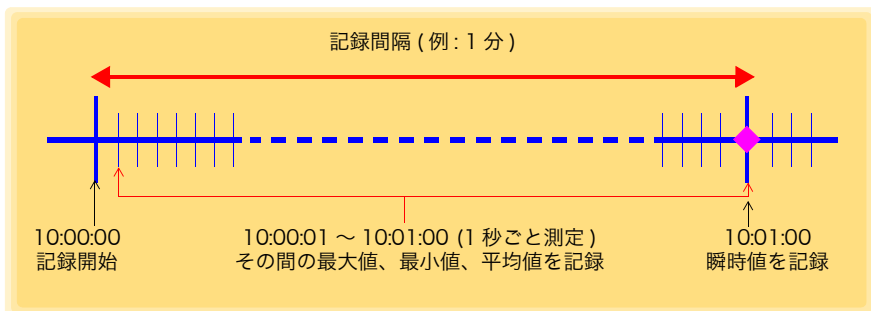 記録間隔 ( 例 : 1 分 )
10:00:00
記録開始
10:00:01 ～ 10:01:00 (1 秒ごと測定 )
その間の最大値、最小値、平均値を記録
10:01:00
瞬時値を記録